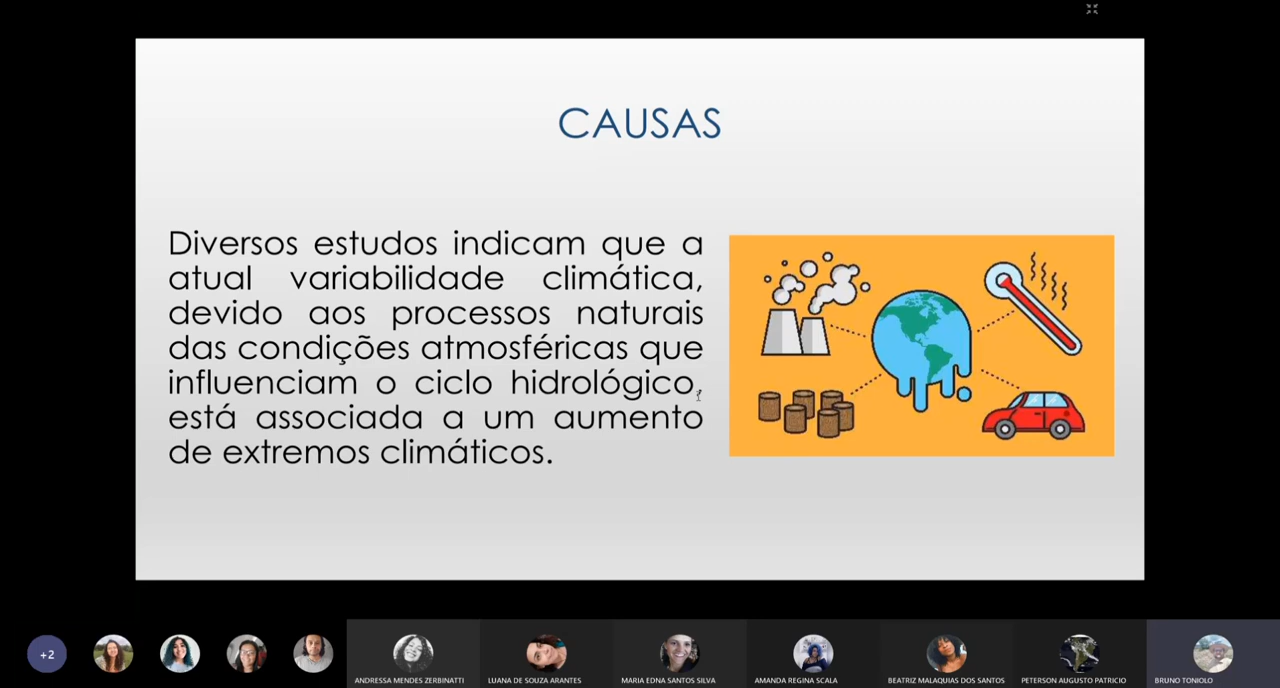 CAUSAS
Diversos estudos indicam que a
atual variabilidade climática,
devido aos processos naturais
das condições atmosféricas que
influenciam o ciclo hidrológico,
está associada a um aumento
de extremos climáticos.
+2
ANDRESSA MENDES ZERBINATTI
LUANA DE SOUZA ARANTES
MARIA EDNA SANTOS SILVA
AMANDA REGINA SCALA
BEATRIZ MALAQUIAS DOS SANTOS
PETERSON AUGUSTO PATRICIO
BRUNO TONIOLO